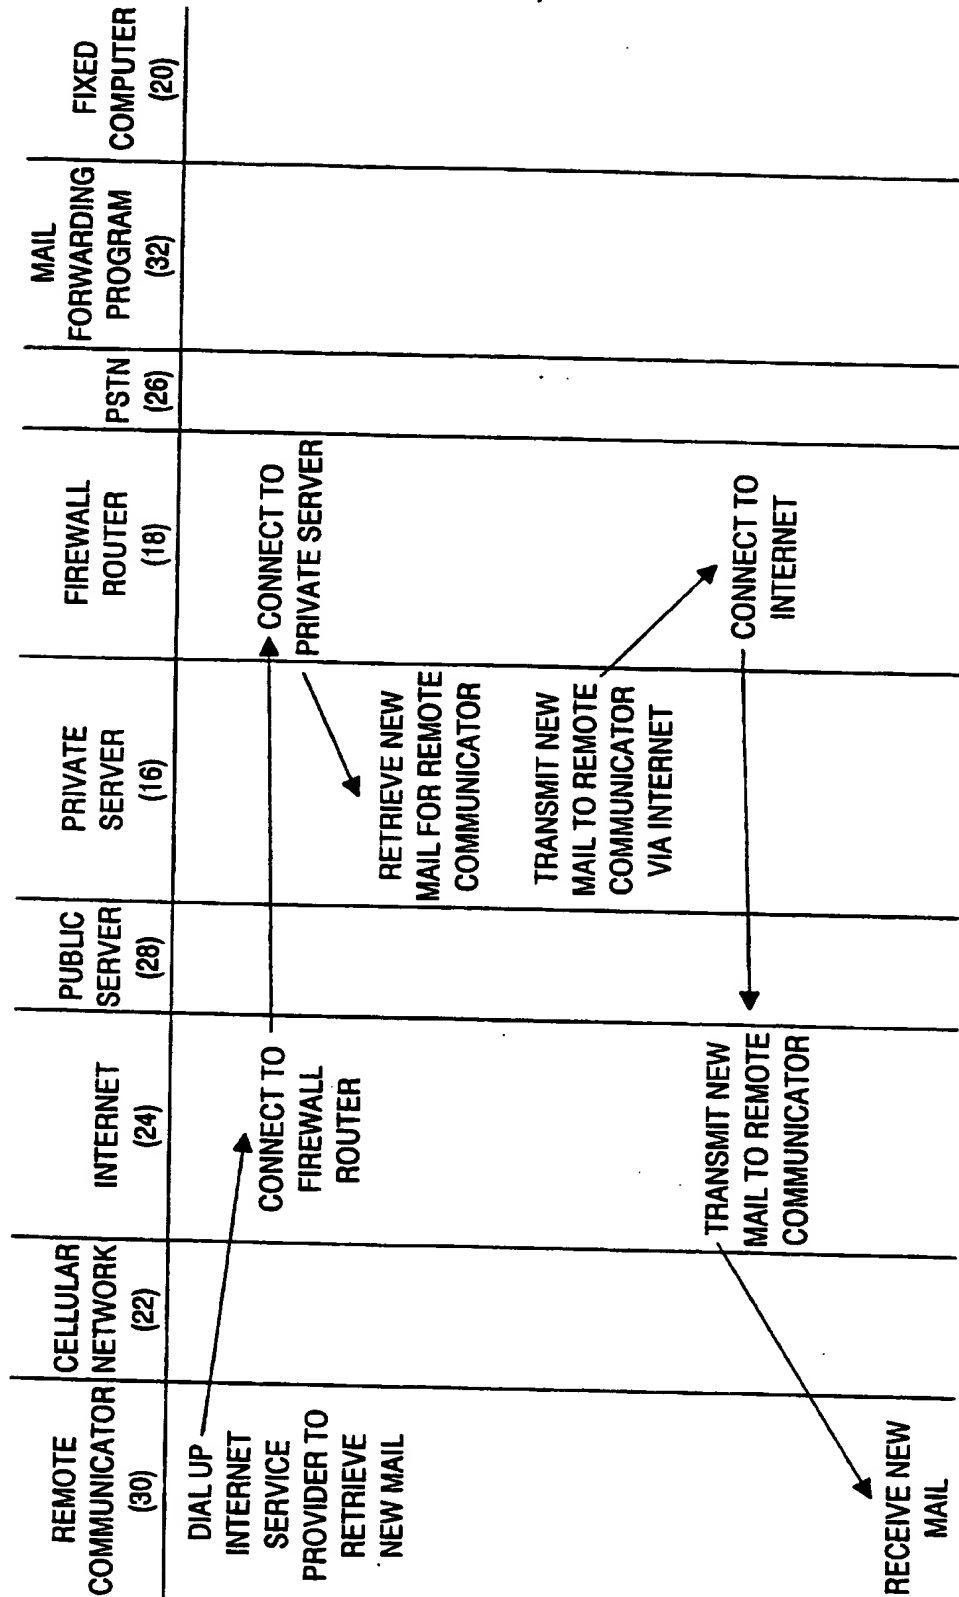 REMOTE
COMMUNICATOR
(30)
CELLULAR
NETWORK
(22)
INTERNET
(24)
PUBLIC
SERVER
(28)
PRIVATE
SERVER
(16)
FIREWALL
ROUTER
(18)
PSTN
(26)
MAIL
FORWARDING
PROGRAM
(32)
FIXED
COMPUTER
(20)
DIAL UP
INTERNET
SERVICE
PROVIDER TO
RETRIEVE
NEW MAIL
CONNECT TO
FIREWALL
ROUTER
CONNECT TO
PRIVATE SERVER
RETRIEVE NEW
MAIL FOR REMOTE
COMMUNICATOR
TRANSMIT NEW
MAIL TO REMOTE
COMMUNICATOR
VIA INTERNET
CONNECT TO
INTERNET
TRANSMIT NEW
MAIL TO REMOTE
COMMUNICATOR
RECEIVE NEW
MAIL